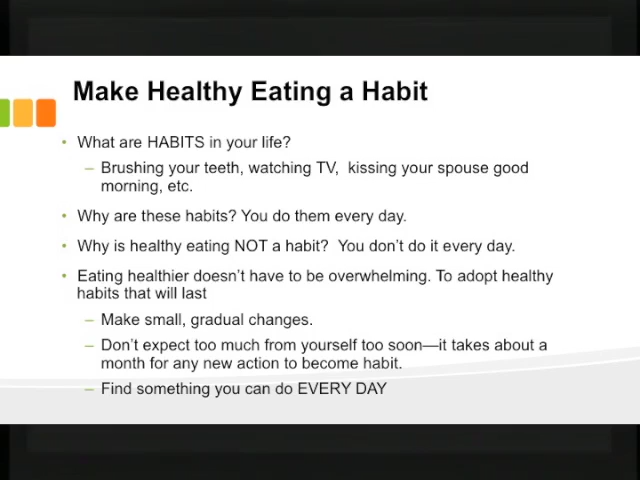 Make Healthy Eating a Habit
• What are HABITS in your life?
– Brushing your teeth, watching TV, kissing your spouse good
morning, etc.
• Why are these habits? You do them every day.
• Why is healthy eating NOT a habit? You don't do it every day.
• Eating healthier doesn't have to be overwhelming. To adopt healthy
habits that will last
– Make small, gradual changes.
– Don't expect too much from yourself too soon—it takes about a
month for any new action to become habit.
– Find something you can do EVERY DAY